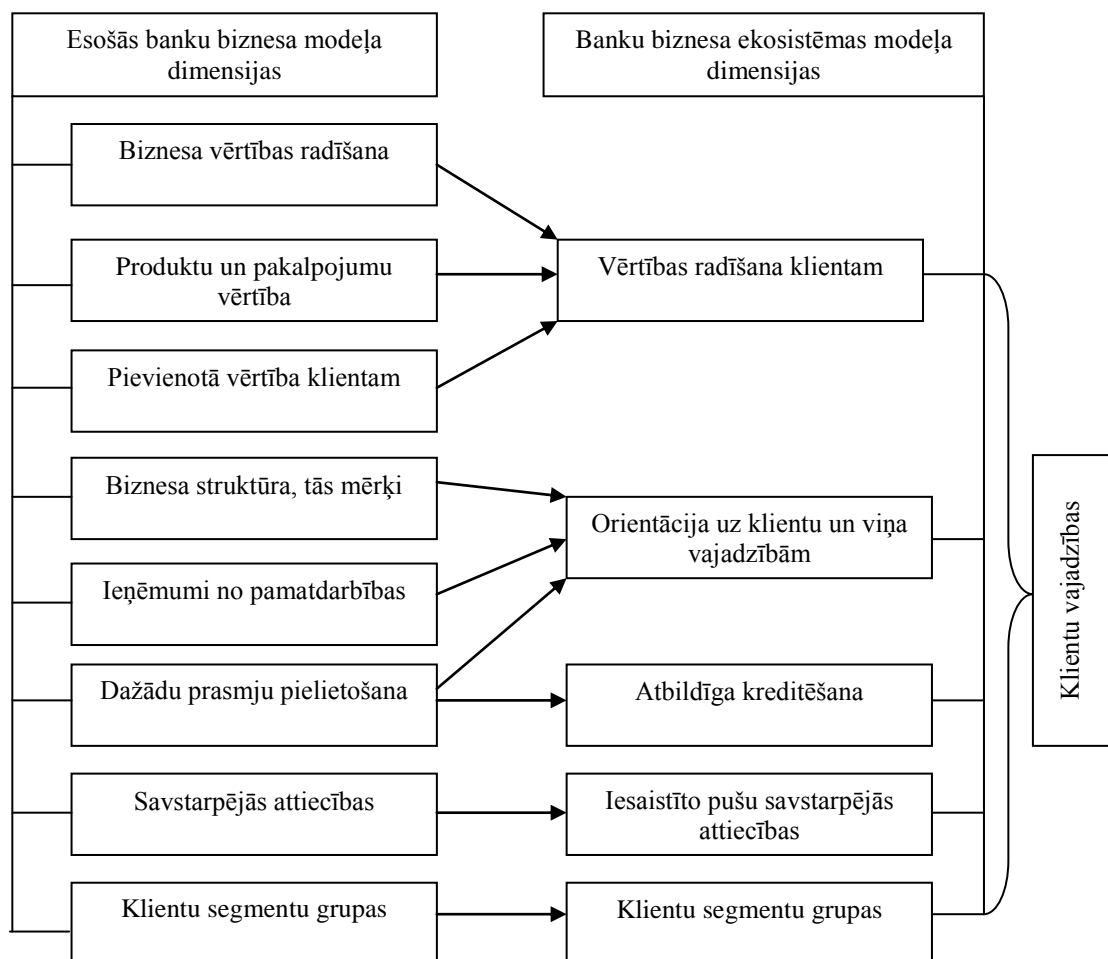 Esošās banku biznesa modeļa
dimensijas
Banku biznesa ekosistēmas modeļa
dimensijas
Biznesa vērtības radīšana
Produktu un pakalpojumu
vērtība
Vērtības radīšana klientam
Pievienotā vērtība klientam
Biznesa struktūra, tās mērķi
Orientācija uz klientu un viņa
vajadzībām
Ieņēmumi no pamatdarbības
Dažādu prasmju pielietošana
Atbildīga kreditēšana
Savstarpējās attiecības
Iesaistīto pušu savstarpējās
attiecības
Klientu segmentu grupas
Klientu segmentu grupas
Klientu vajadzības